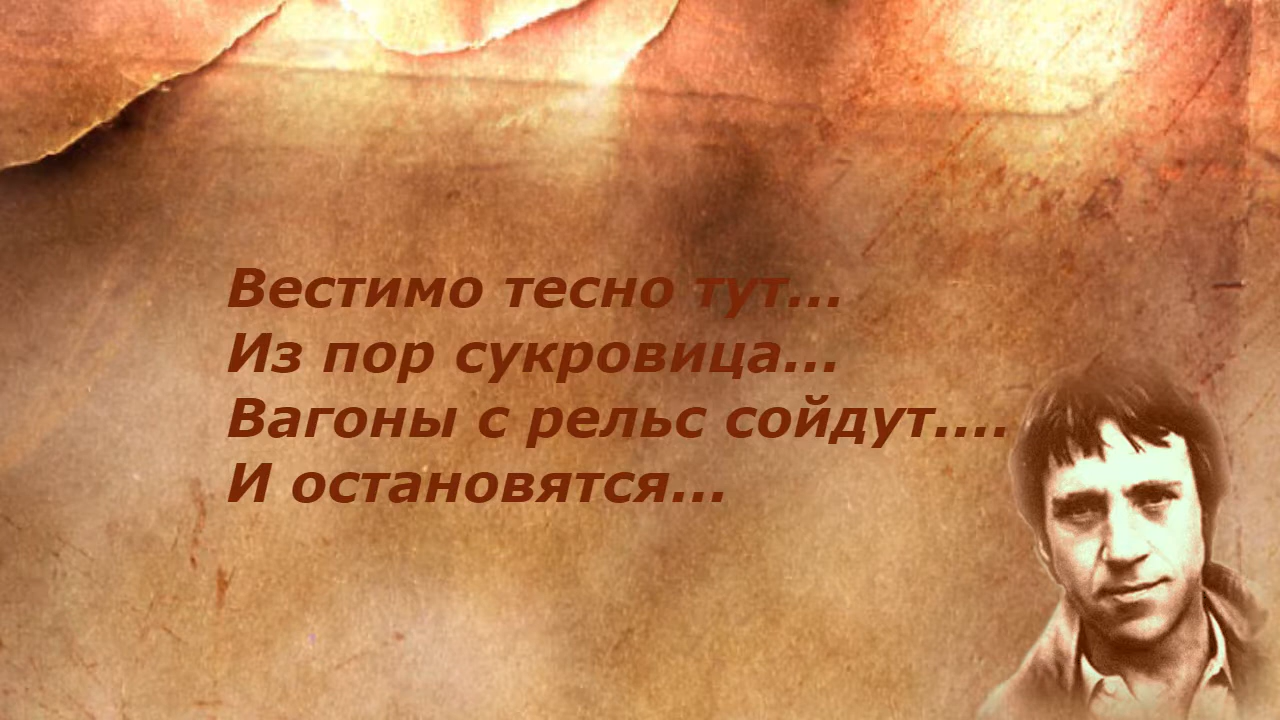 Вестимо тесно тут...
Из пор сукровица...
Вагоны с рельс сойдут....
И остановятся...